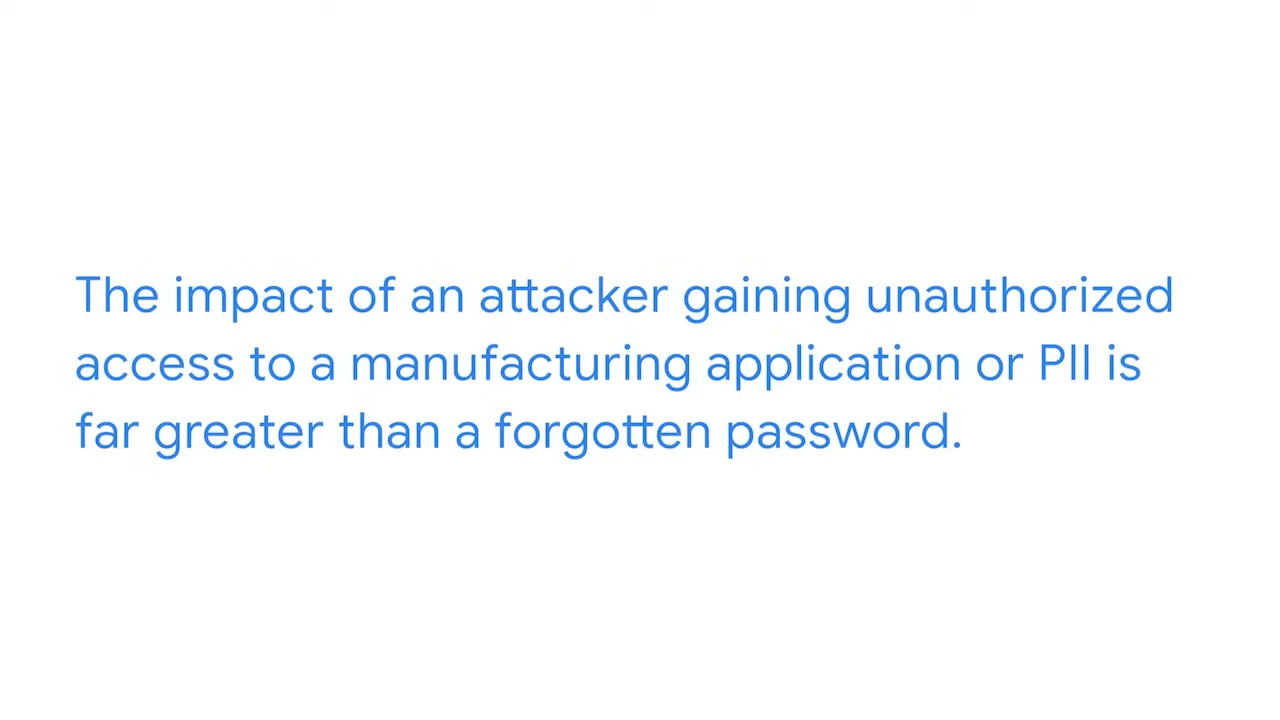 The impact of an attacker gaining unauthorized
access to a manufacturing application or PII is
far greater than a forgotten password.